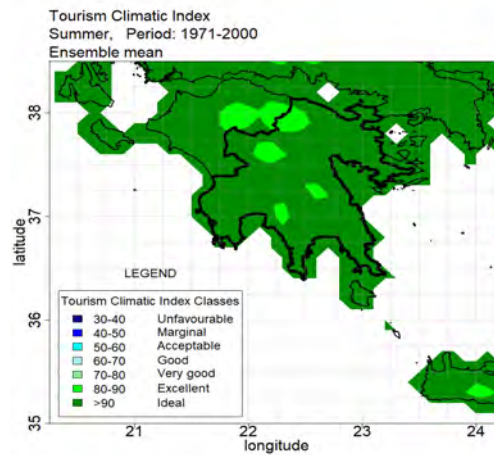 Tourism Climatic Index
Summer, Period: 1971-2000
Ensemble mean
38
37
36
35
latitude
LEGEND
Tourism Climatic Index Classes
30-40 Unfavourable
40-50 Marginal
50-60 Acceptable
60-70 Good
70-80 Very good
80-90 Excellent
>90 Ideal
21 22 23 24
longitude